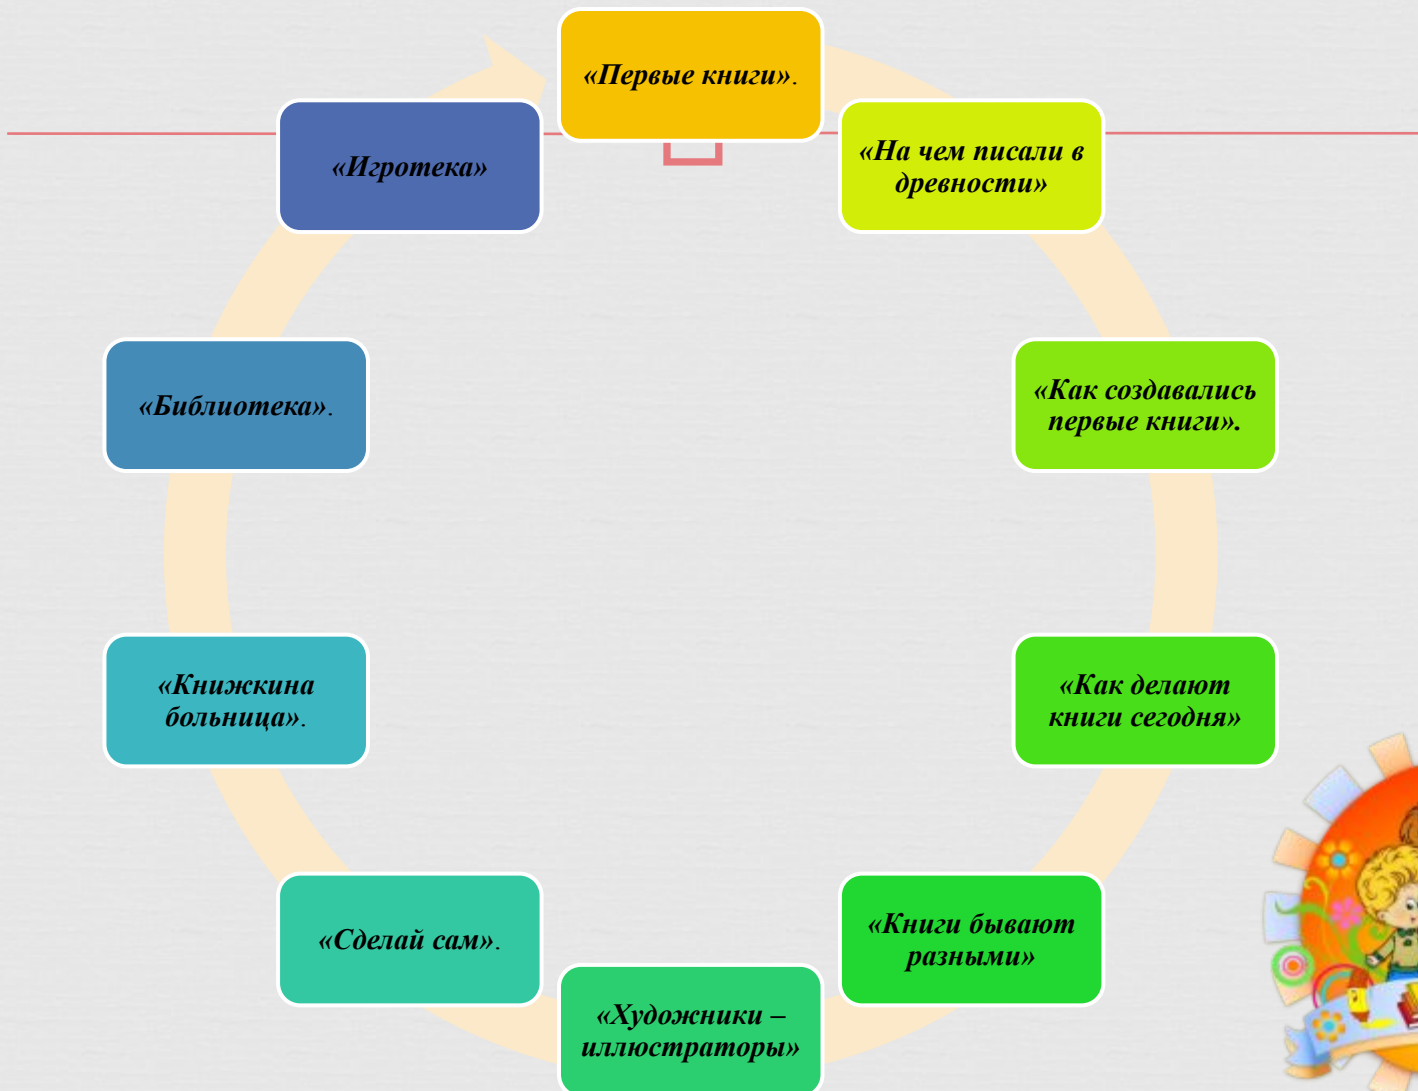 «Первые книги».
«На чем писали в
древности»
«Как создавались
первые книги».
«Как делают
книги сегодня»
«Книги бывают
разными»
«Художники –
иллюстраторы»
«Сделай сам».
«Книжкина
больница».
«Библиотека».
«Игротека»